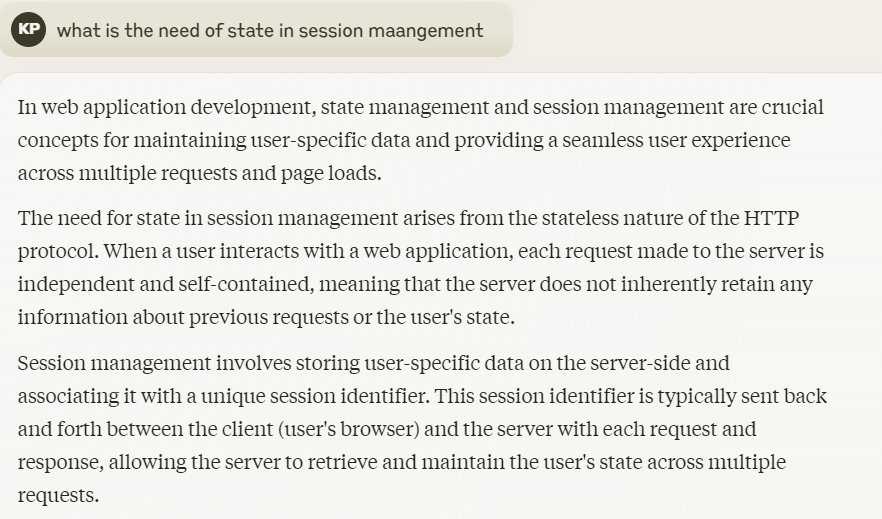 KP what is the need of state in session maangement
In web application development, state management and session management are crucial
concepts for maintaining user-specific data and providing a seamless user experience
across multiple requests and page loads.
The need for state in session management arises from the stateless nature of the HTTP
protocol. When a user interacts with a web application, each request made to the server is
independent and self-contained, meaning that the server does not inherently retain any
information about previous requests or the user's state.
Session management involves storing user-specific data on the server-side and
associating it with a unique session identifier. This session identifier is typically sent back
and forth between the client (user's browser) and the server with each request and
response, allowing the server to retrieve and maintain the user's state across multiple
requests.